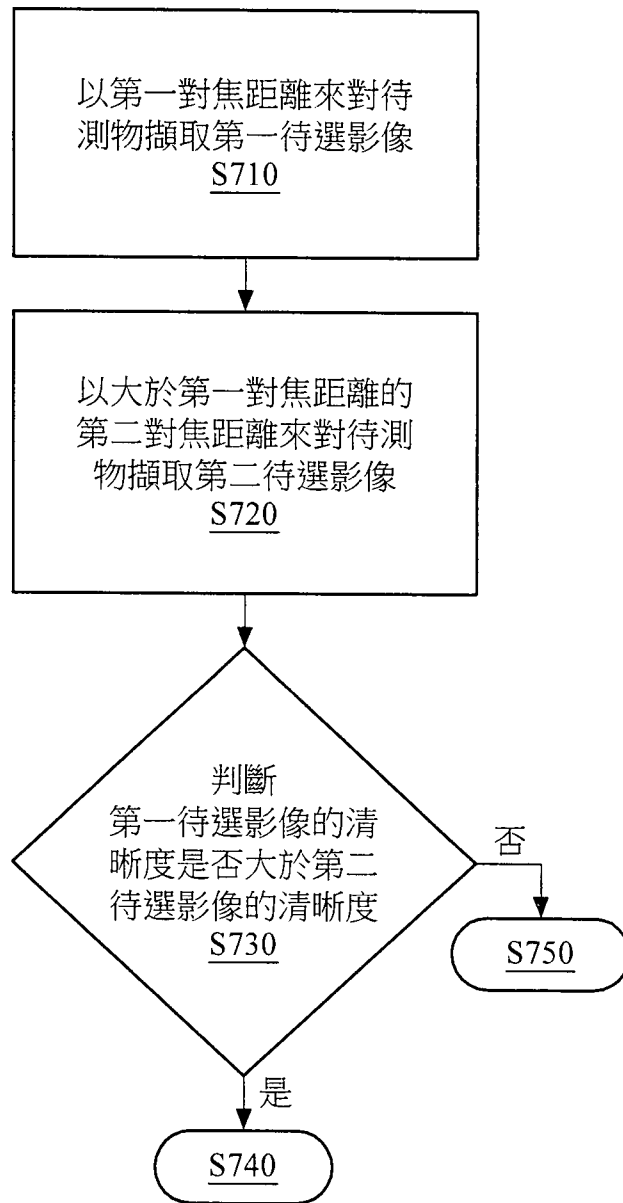 以第一對焦距離來對待
測物擷取第一待選影像
S710
以大於第一對焦距離的
第二對焦距離來對待測
物擷取第二待選影像
S720
判斷
第一待選影像的清
晰度是否大於第二
待選影像的清晰度
S730
否
S750
是
S740